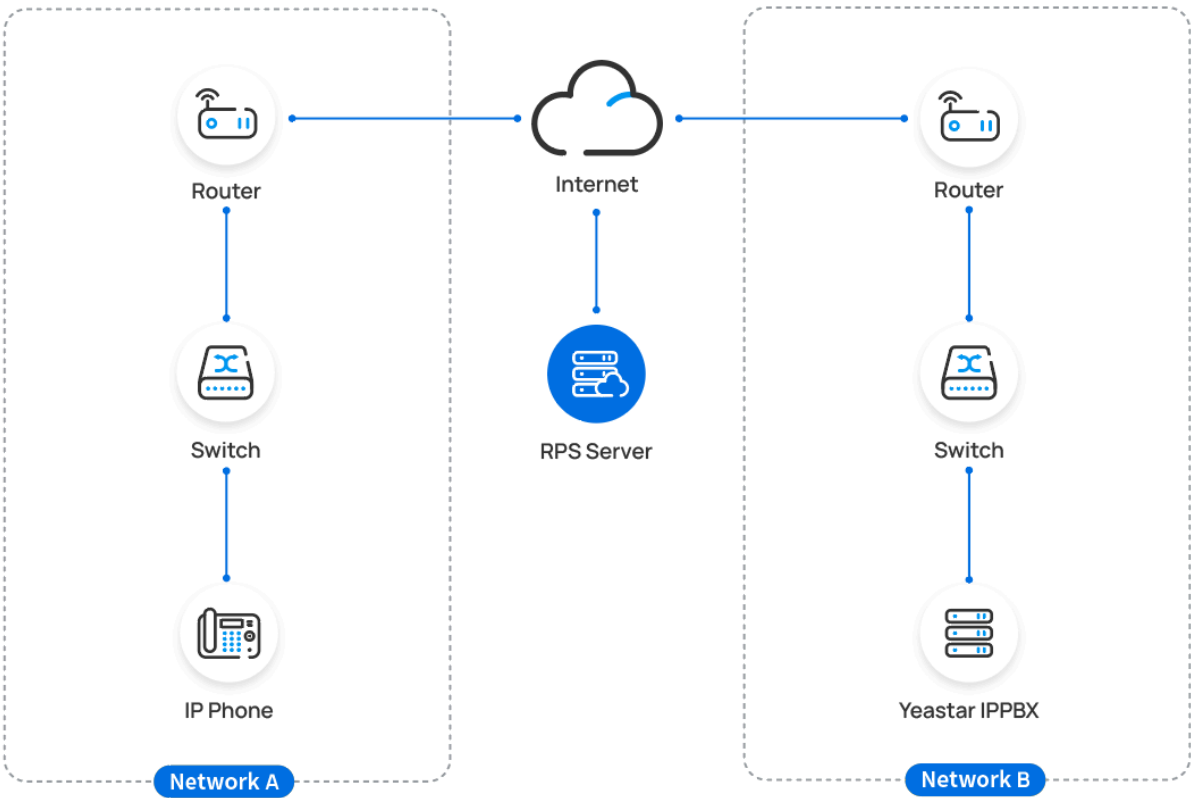 Router
Internet
Router
Switch
RPS Server
Switch
IP Phone
Yeastar IPPBX
Network A
Network B